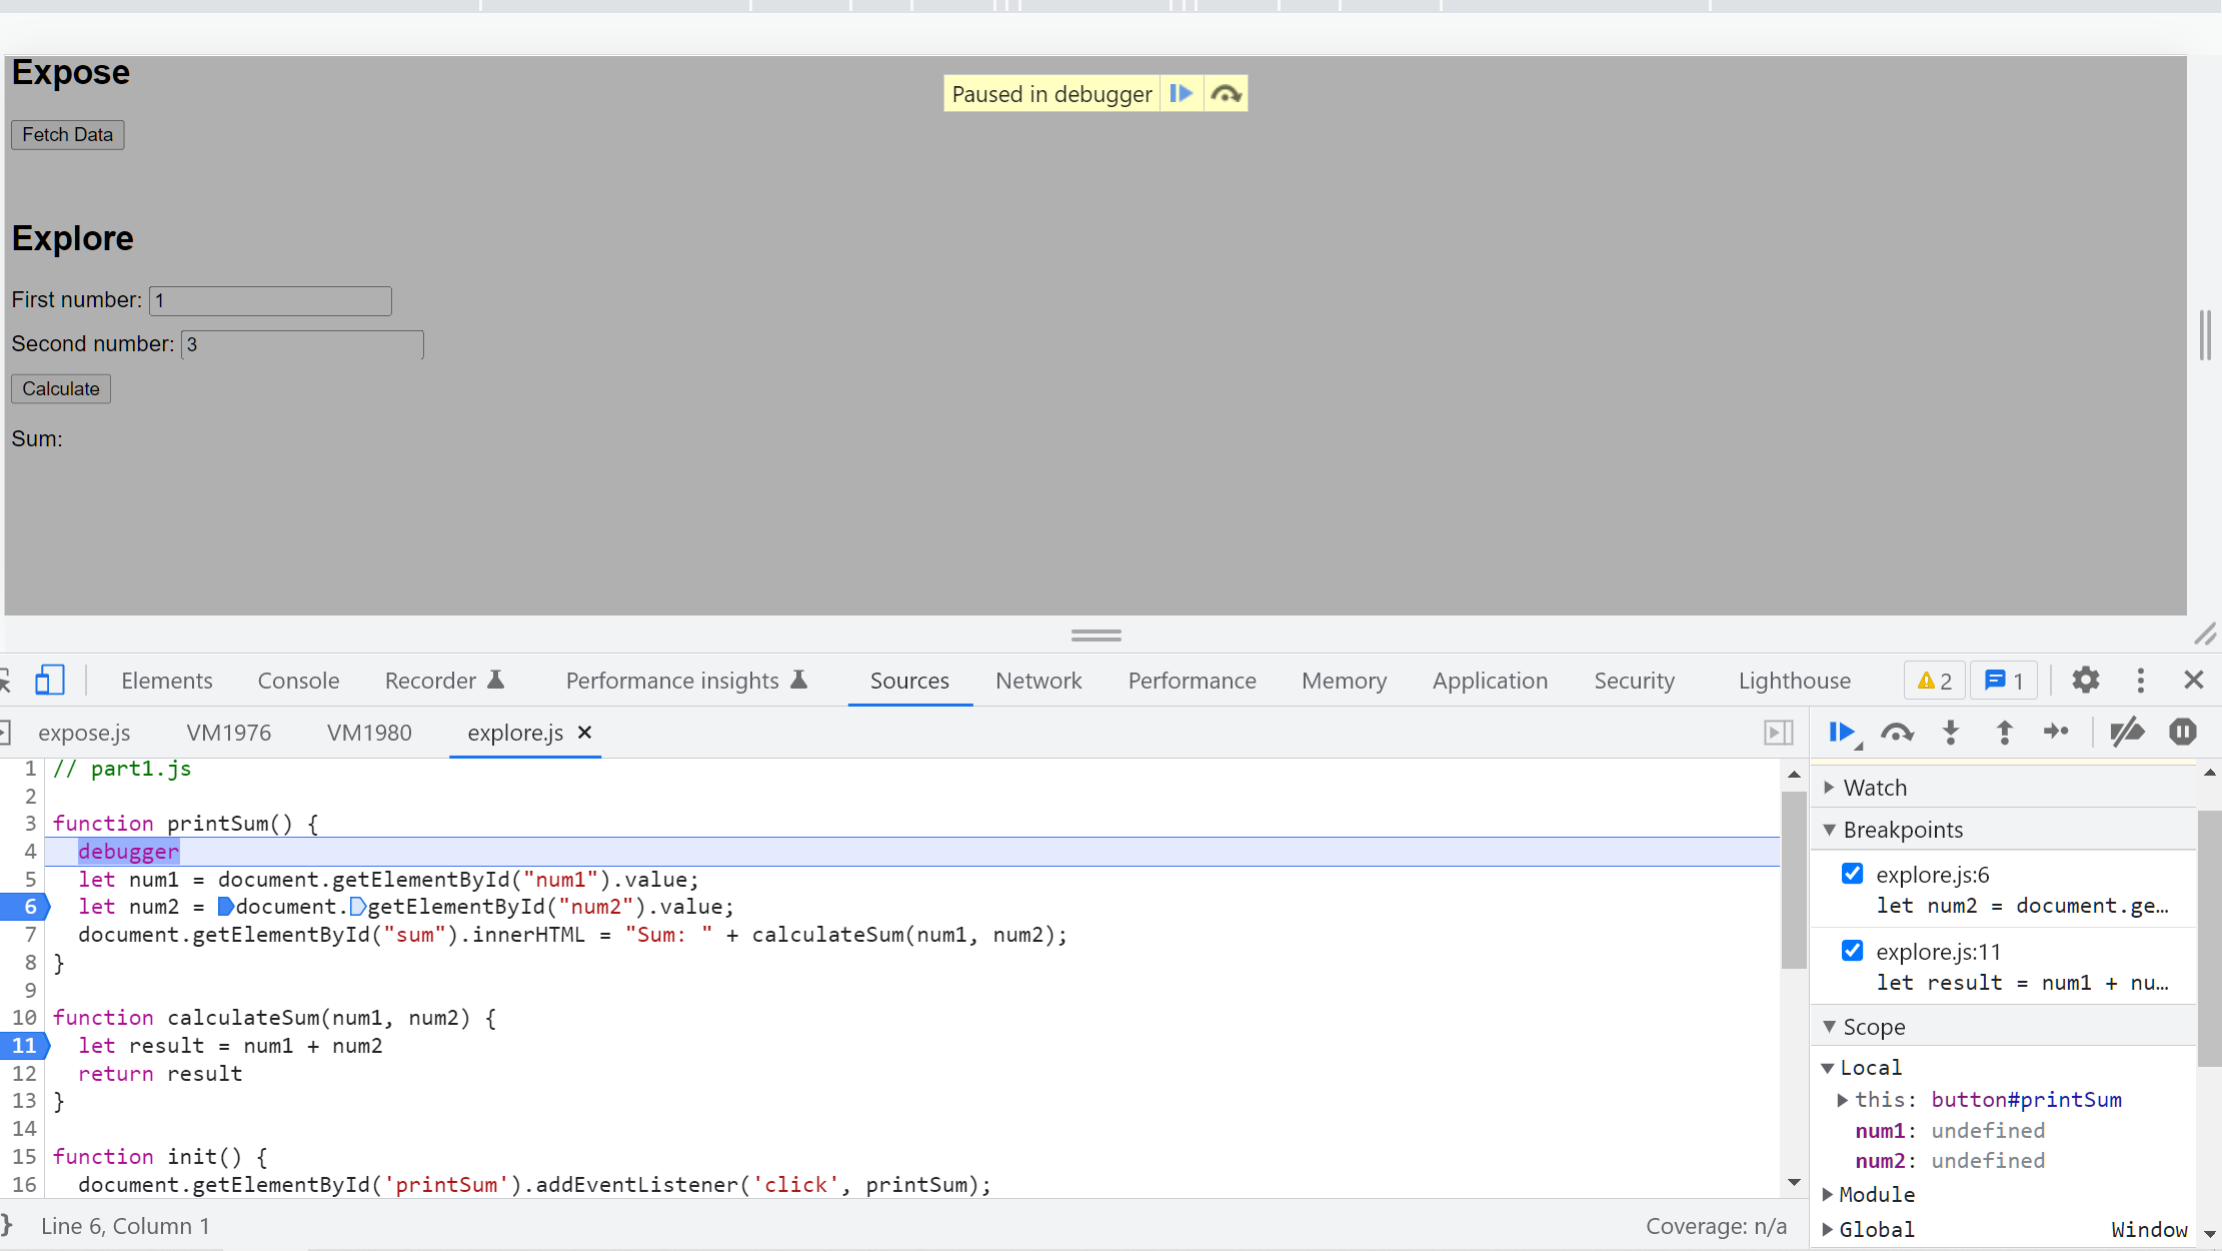 Expose
Paused in debugger
Fetch Data
Explore
First number: 1
Second number: 3
Calculate
Sum:
Elements Console Recorder Performance insights Sources Network Performance Memory Application Security Lighthouse 2 1
expose.js VM1976 VM1980 explore.js ×
1 // part1.js
2
3 function printSum() {
4 debugger
5 let num1 = document.getElementById("num1").value;
6 let num2 = document.getElementById("num2").value;
7 document.getElementById("sum").innerHTML = "Sum: " + calculateSum(num1, num2);
8 }
9
10 function calculateSum(num1, num2) {
11 let result = num1 + num2
12 return result
13 }
14
15 function init() {
16 document.getElementById('printSum').addEventListener('click', printSum);
} Line 6, Column 1
Coverage: n/a
Watch
Breakpoints
explore.js:6
let num2 = document.ge…
explore.js:11
let result = num1 + nu…
Scope
Local
this: button#printSum
num1: undefined
num2: undefined
Module
Global Window